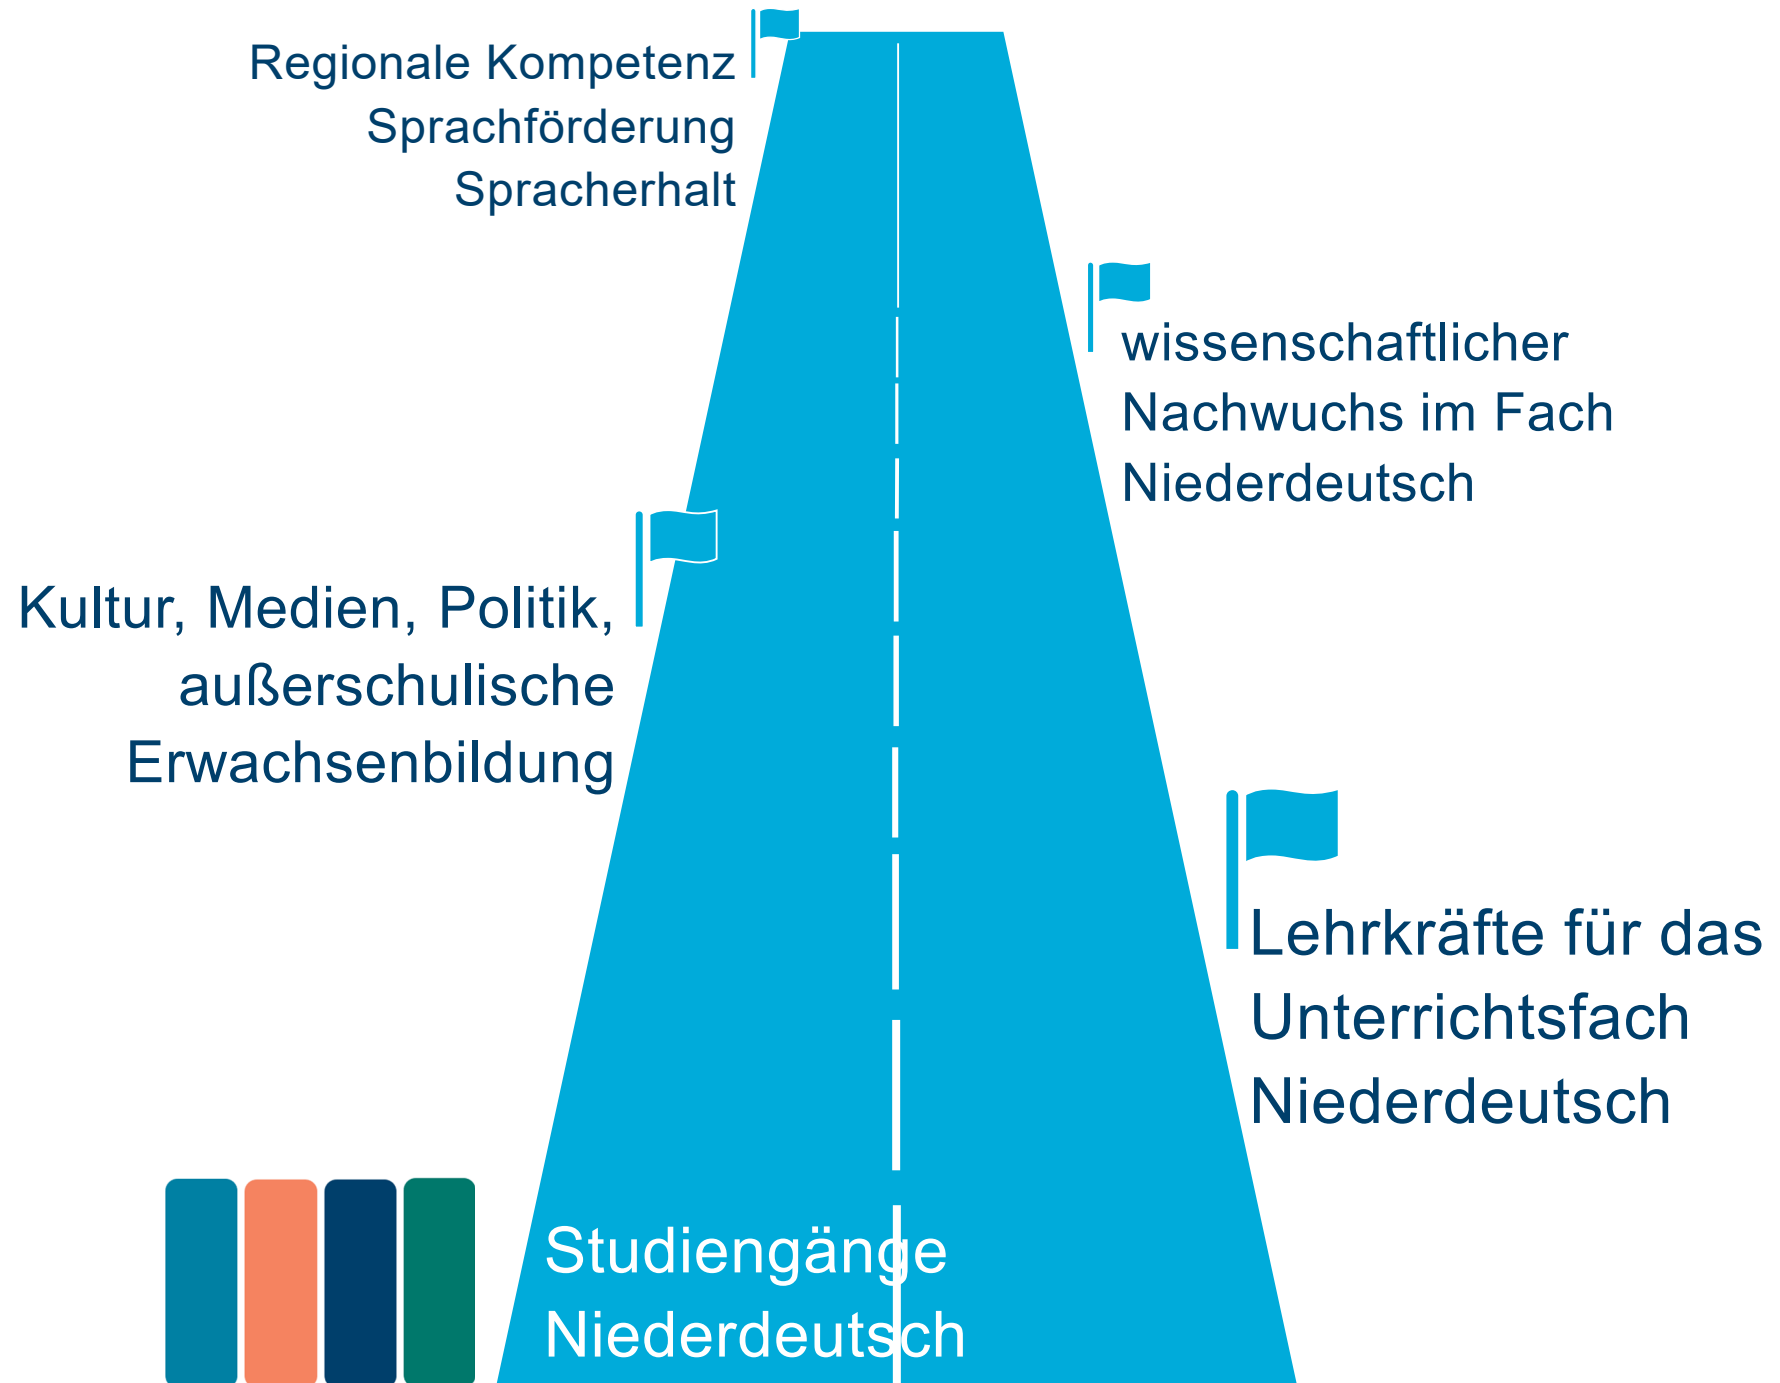 Regionale Kompetenz
Sprachförderung
Spracherhalt
wissenschaftlicher
Nachwuchs im Fach
Niederdeutsch
Kultur, Medien, Politik,
außerschulische
Erwachsenbildung
Lehrkräfte für das
Unterrichtsfach
Niederdeutsch
Studiengänge
Niederdeutsch